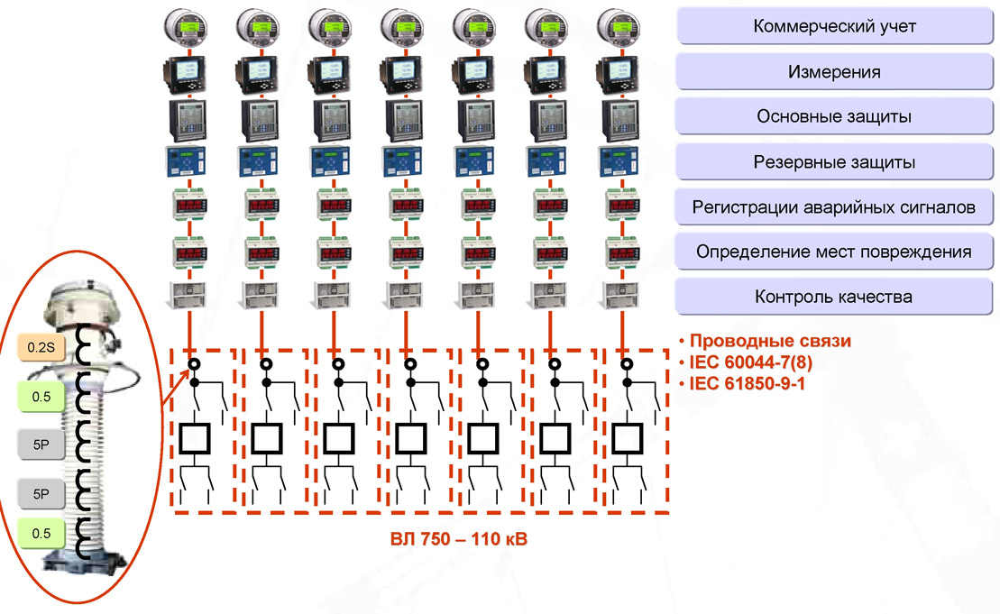 Коммерческий учет
Измерения
Основные защиты
Резервные защиты
Регистрации аварийных сигналов
Определение мест повреждения
Контроль качества
• Проводные связи
• IEC 60044-7(8)
• IEC 61850-9-1
0.2S
0.5
5P
5P
0.5
ВЛ 750 – 110 кВ